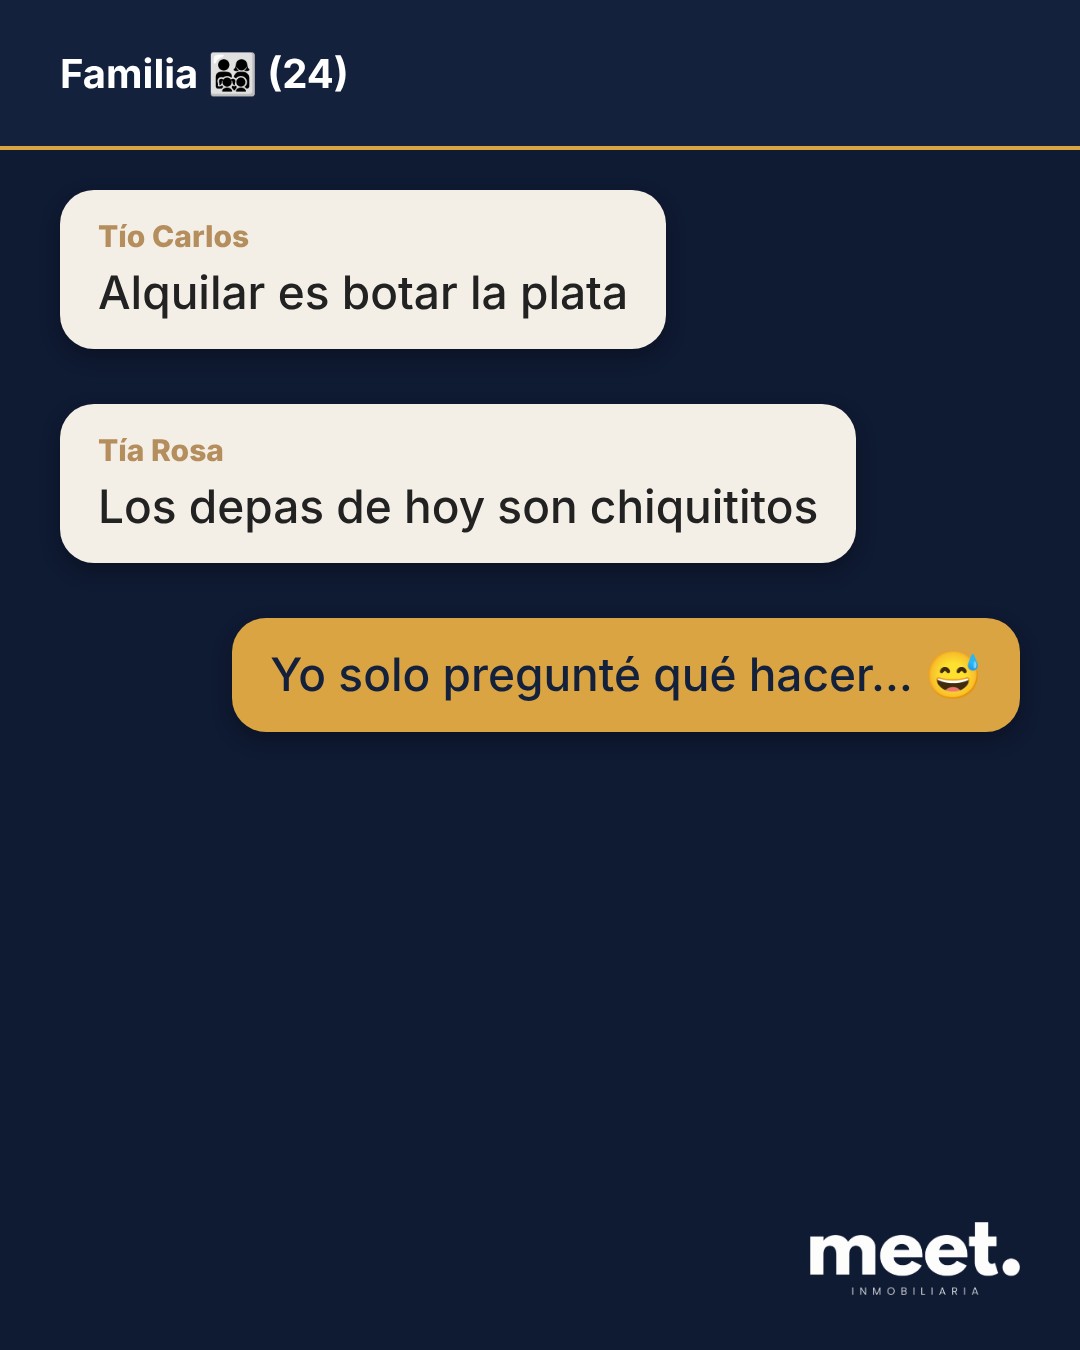 Familia 👨‍👩‍👧‍👦 (24)
Tío Carlos
Alquilar es botar la plata
Tía Rosa
Los depas de hoy son chiquititos
Yo solo pregunté qué hacer... 😅
meet.
INMOBILIARIA